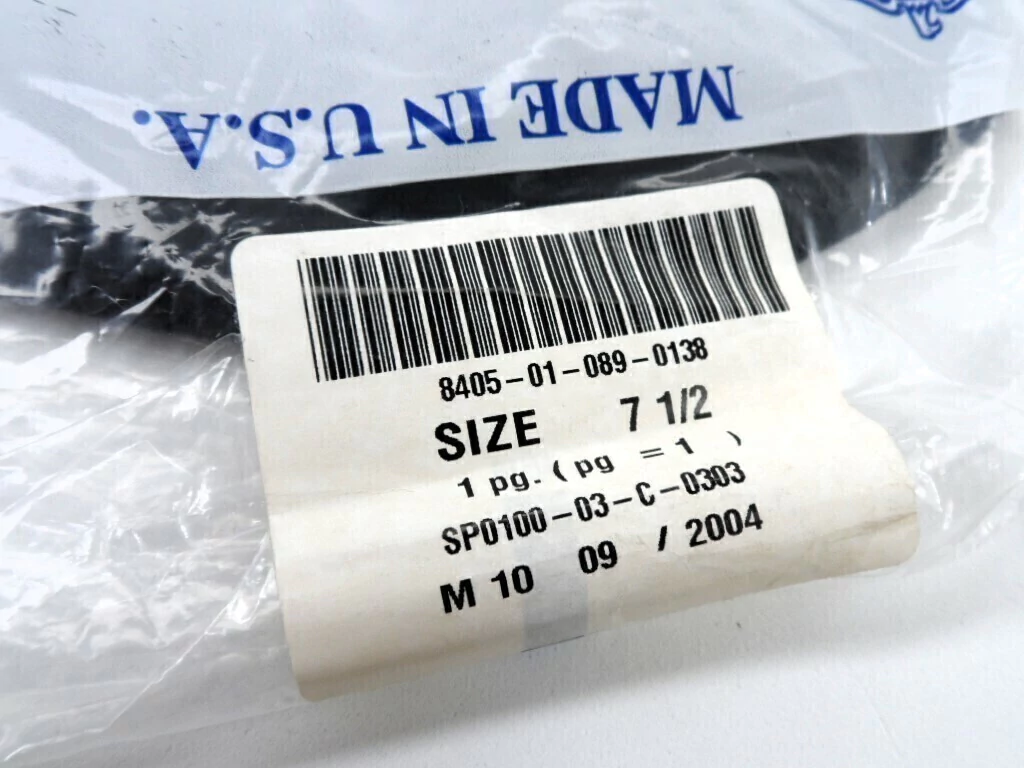 MADE IN U.S.A.
8405-01-089-0138
SIZE 7 1/2
1 pg. ( pg = 1 )
SP0100-03-C-0303
M 10 09 / 2004